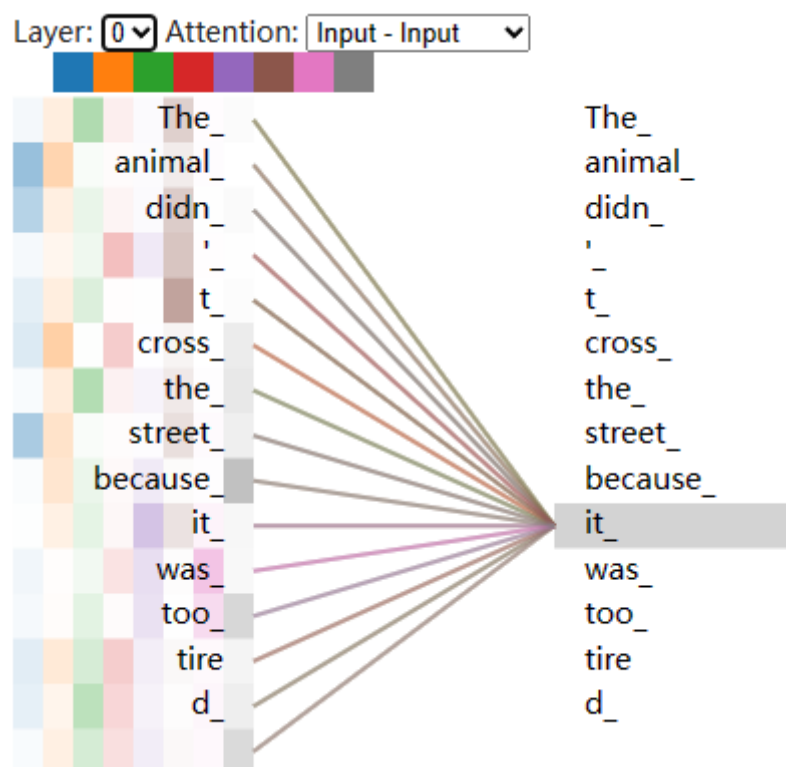 Layer: 0 Attention: Input - Input
The_ The_
animal_ animal_
didn_ didn_
'_ '_
t_ t_
cross_ cross_
the_ the_
street_ street_
because_ because_
it_ it_
was_ was_
too_ too_
tire tire
d_ d_